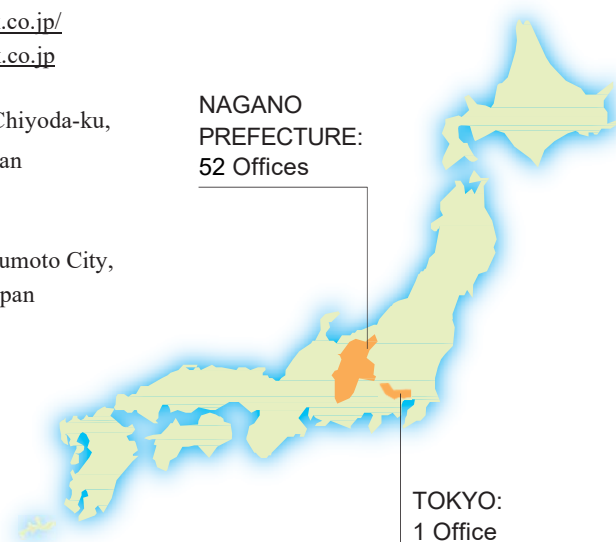 .co.jp/
.co.jp
Chiyoda-ku,
an
umoto City,
pan
NAGANO
PREFECTURE:
52 Offices
TOKYO:
1 Office